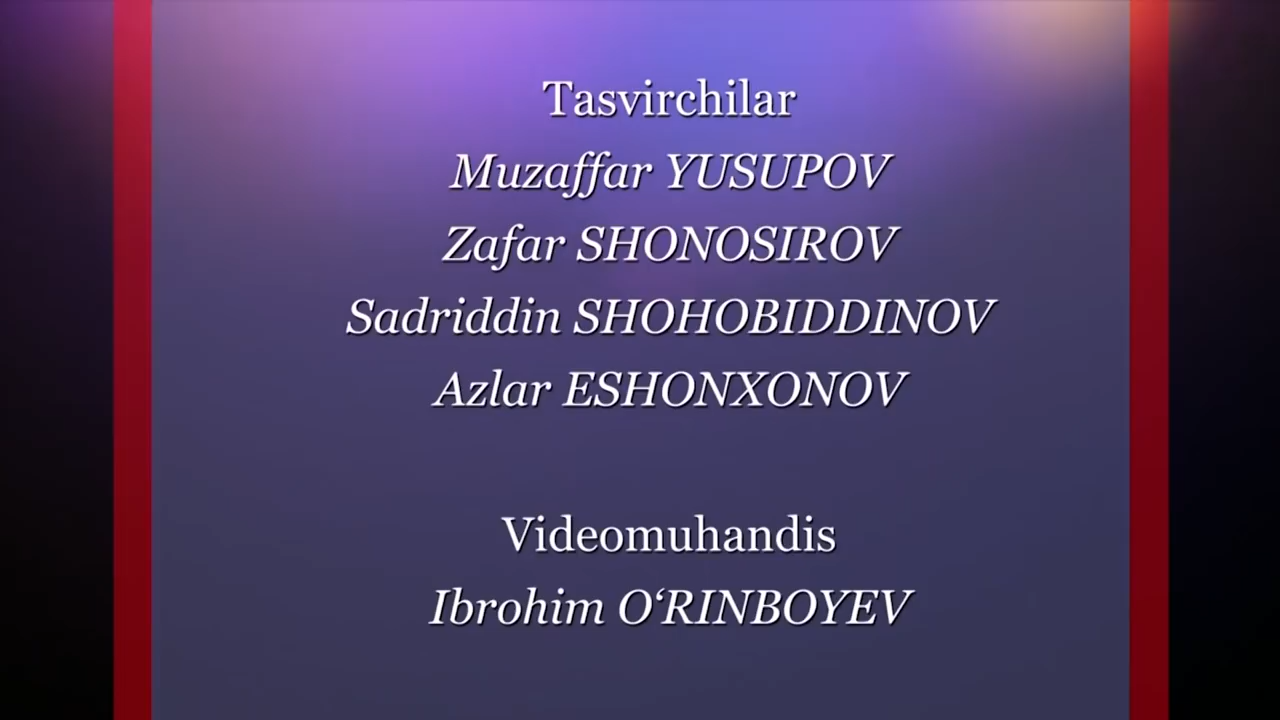 Tasvirchilar
Muzaffar YUSUPOV
Zafar SHONOSIROV
Sadriddin SHOHOBIDDINOV
Azlar ESHONXONOV
Videomuhandis
Ibrohim O‘RINBOYEV